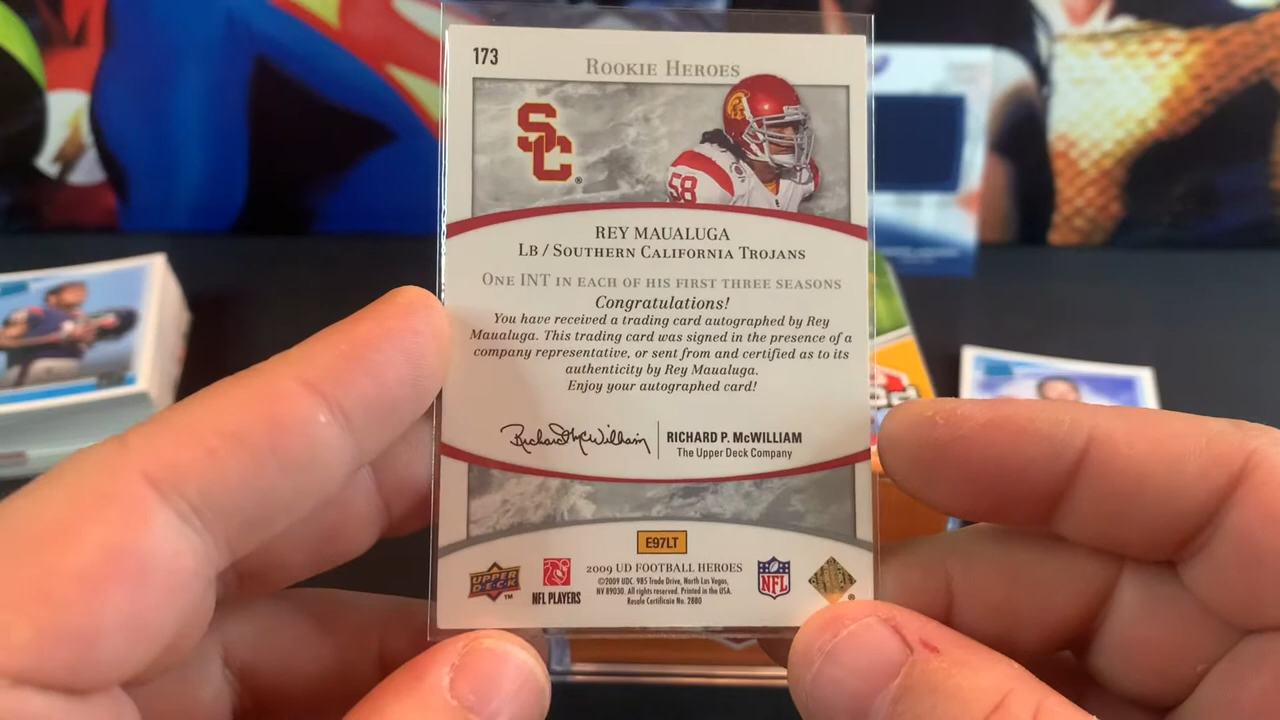 173
ROOKIE HEROES
SC
®
58
REY MAUALUGA
LB / SOUTHERN CALIFORNIA TROJANS
ONE INT IN EACH OF HIS FIRST THREE SEASONS
Congratulations!
You have received a trading card autographed by Rey
Maualuga. This trading card was signed in the presence of a
company representative, or sent from and certified as to its
authenticity by Rey Maualuga.
Enjoy your autographed card!
Richard McWilliam
RICHARD P. McWILLIAM
The Upper Deck Company
E97LT
2009 UD FOOTBALL HEROES
©2009 UDC. 985 Trade Drive, North Las Vegas,
NV 89030. All rights reserved. Printed in the USA.
Resale Certificate No. 2880
UPPER
DECK
TM
NFL PLAYERS
NFL
®